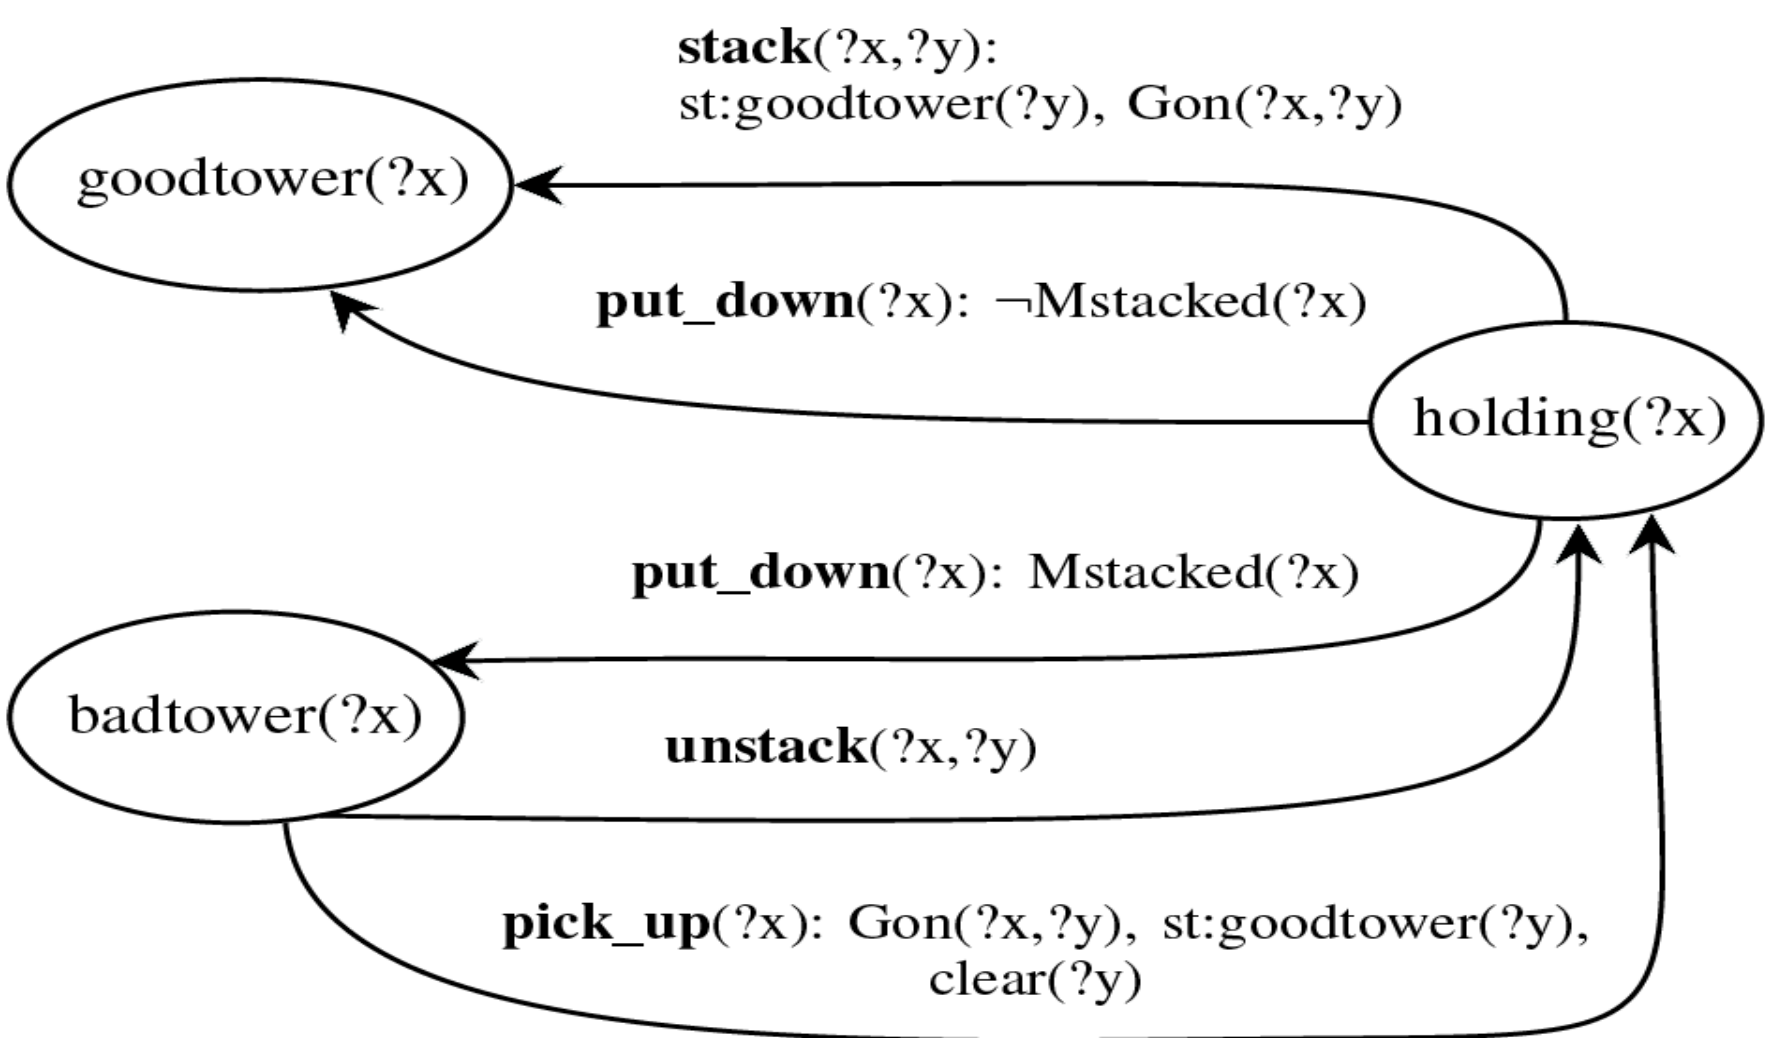 stack(?x,?y):
st:goodtower(?y), Gon(?x,?y)
goodtower(?x)
put_down(?x): ¬Mstacked(?x)
holding(?x)
put_down(?x): Mstacked(?x)
badtower(?x)
unstack(?x,?y)
pick_up(?x): Gon(?x,?y), st:goodtower(?y),
clear(?y)